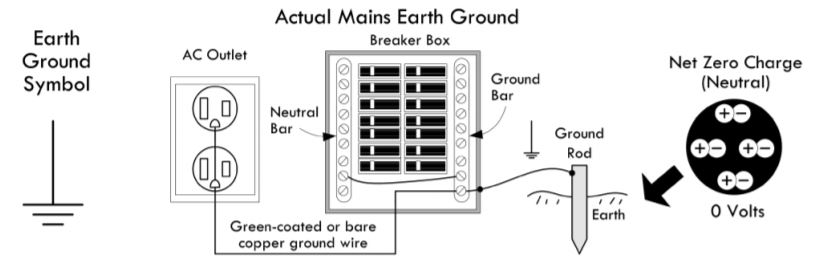 Actual Mains Earth Ground
Earth
Ground
Symbol
AC Outlet
Breaker Box
Neutral
Bar
Ground
Bar
Ground
Rod
Earth
Green-coated or bare
copper ground wire
Net Zero Charge
(Neutral)
+ −
+ − + −
+ −
0 Volts